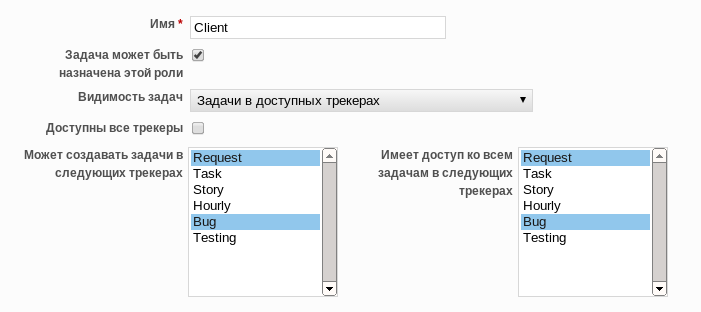 Имя * Client
Задача может быть
назначена этой роли
Видимость задач Задачи в доступных трекерах
Доступны все трекеры
Может создавать задачи в
следующих трекерах
Request
Task
Story
Hourly
Bug
Testing
Имеет доступ ко всем
задачам в следующих
трекерах
Request
Task
Story
Hourly
Bug
Testing